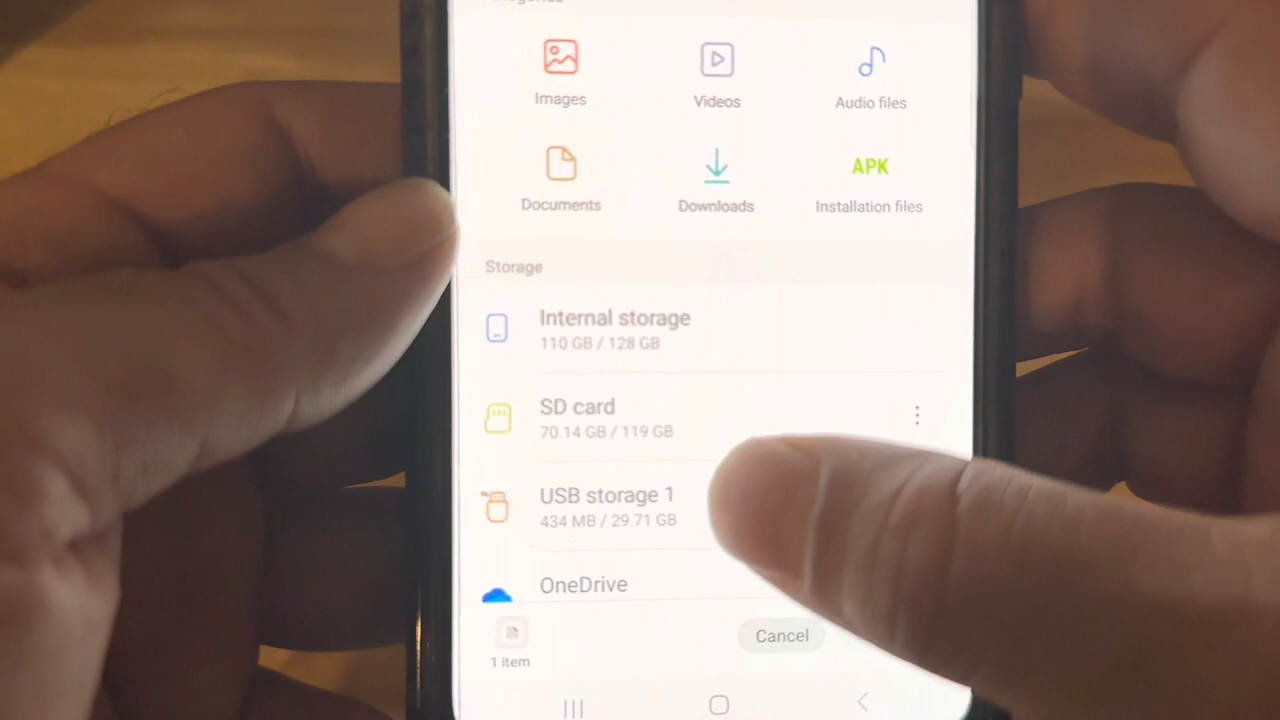 Images
Videos
Audio files
APK
Documents
Downloads
Installation files
Storage
Internal storage
110 GB / 128 GB
SD card
70.14 GB / 119 GB
USB storage 1
434 MB / 29.71 GB
OneDrive
Cancel
1 item